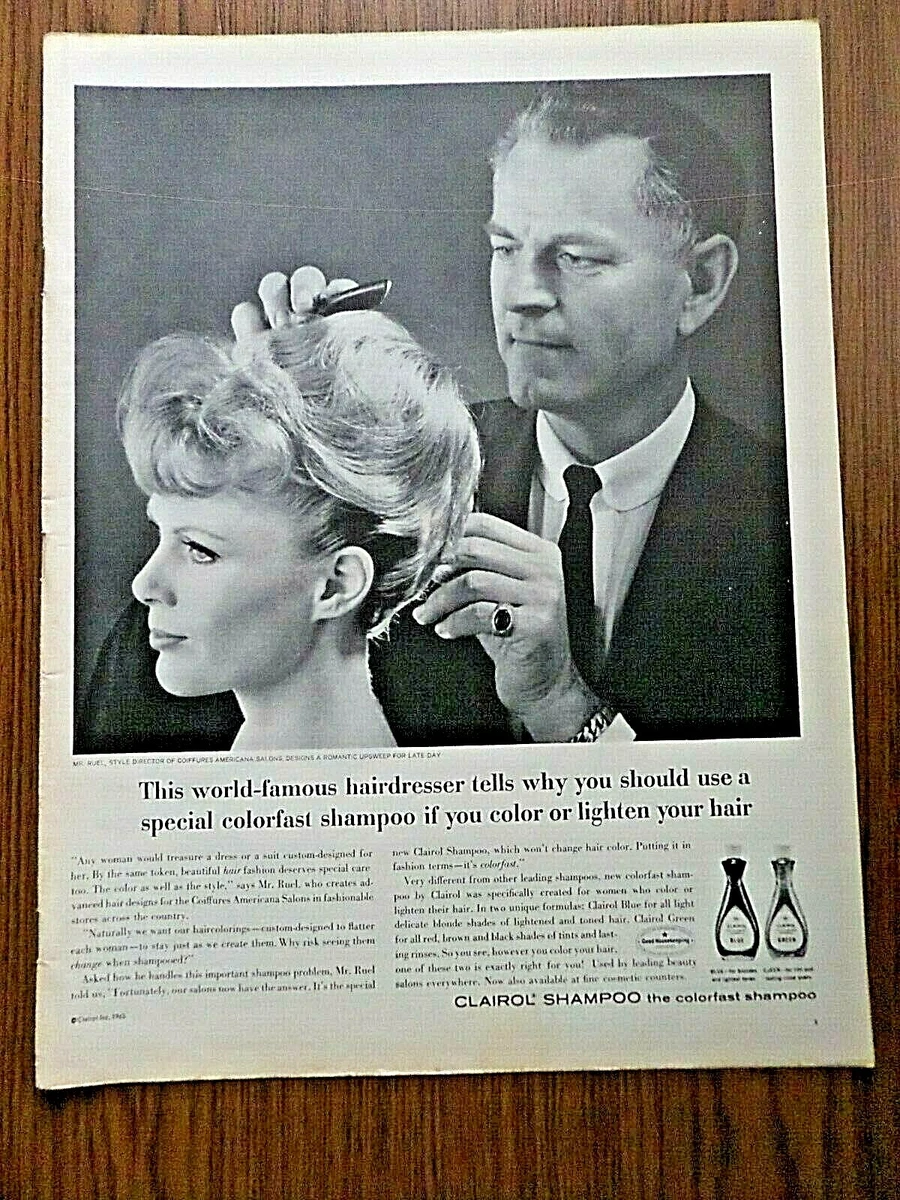 MR. RUEL, STYLE DIRECTOR OF COIFFURES AMERICANA SALONS, DESIGNS A ROMANTIC UPSWEEP FOR LATE DAY
This world-famous hairdresser tells why you should use a
special colorfast shampoo if you color or lighten your hair
"Any woman would treasure a dress or a suit custom-designed for
her. By the same token, beautiful hair fashion deserves special care
too. The color as well as the style," says Mr. Ruel, who creates ad-
vanced hair designs for the Coiffures Americana Salons in fashionable
stores across the country.
"Naturally we want our haircolorings—custom-designed to flatter
each woman—to stay just as we create them. Why risk seeing them
change when shampooed?"
Asked how he handles this important shampoo problem, Mr. Ruel
told us, "Fortunately, our salons now have the answer. It's the special
new Clairol Shampoo, which won't change hair color. Putting it in
fashion terms—it's colorfast."
Very different from other leading shampoos, new colorfast sham-
poo by Clairol was specifically created for women who color or
lighten their hair. In two unique formulas: Clairol Blue for all light
delicate blonde shades of lightened and toned hair. Clairol Green
for all red, brown and black shades of tints and last-
ing rinses. So you see, however you color your hair,
one of these two is exactly right for you! Used by leading beauty
salons everywhere. Now also available at fine cosmetic counters.
Good Housekeeping
BLUE
GREEN
CLAIROL® SHAMPOO the colorfast shampoo
©Clairol Inc. 1963